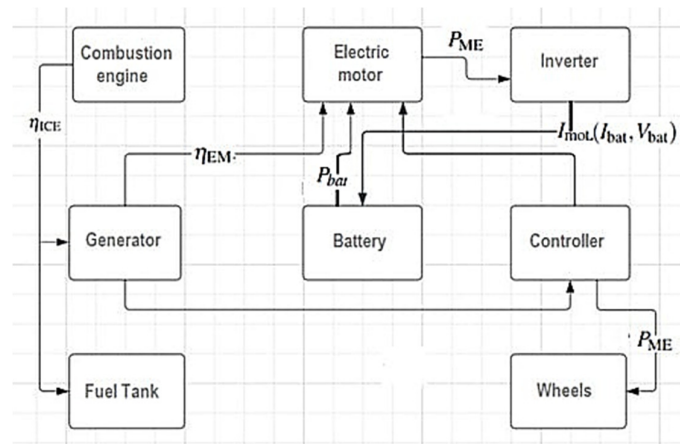 Combustion
engine
Electric
motor
P_ME
Inverter
η_ICE
I_mot.(I_bat, V_bat)
η_EM.
P_bat
Generator
Battery
Controller
P_ME
Fuel Tank
Wheels